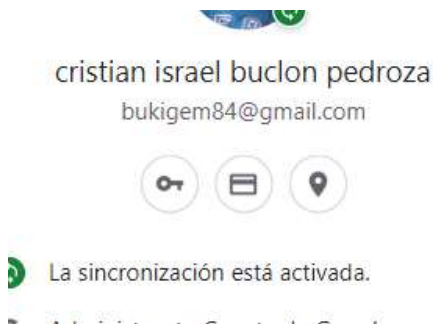 cristian israel buclon pedroza
bukigem84@gmail.com
La sincronización está activada.